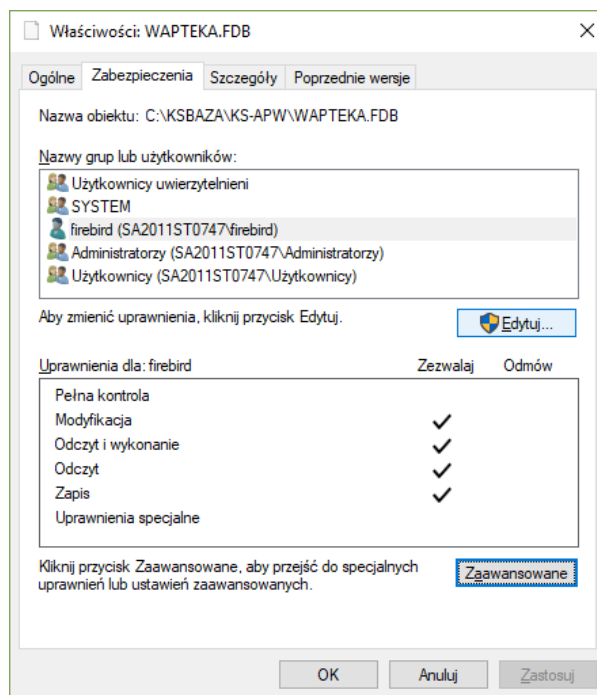 Właściwości: WAPTEKA.FDB
Ogólne Zabezpieczenia Szczegóły Poprzednie wersje
Nazwa obiektu: C:\KSBAZA\KS-APW\WAPTEKA.FDB
Nazwy grup lub użytkowników:
Użytkownicy uwierzytelnieni
SYSTEM
firebird (SA2011ST0747\firebird)
Administratorzy (SA2011ST0747\Administratorzy)
Użytkownicy (SA2011ST0747\Użytkownicy)
Aby zmienić uprawnienia, kliknij przycisk Edytuj.
Edytuj...
Uprawnienia dla: firebird Zezwalaj Odmów
Pełna kontrola
Modyfikacja
Odczyt i wykonanie
Odczyt
Zapis
Uprawnienia specjalne
Kliknij przycisk Zaawansowane, aby przejść do specjalnych
uprawnień lub ustawień zaawansowanych.
Zaawansowane
OK Anuluj Zastosuj